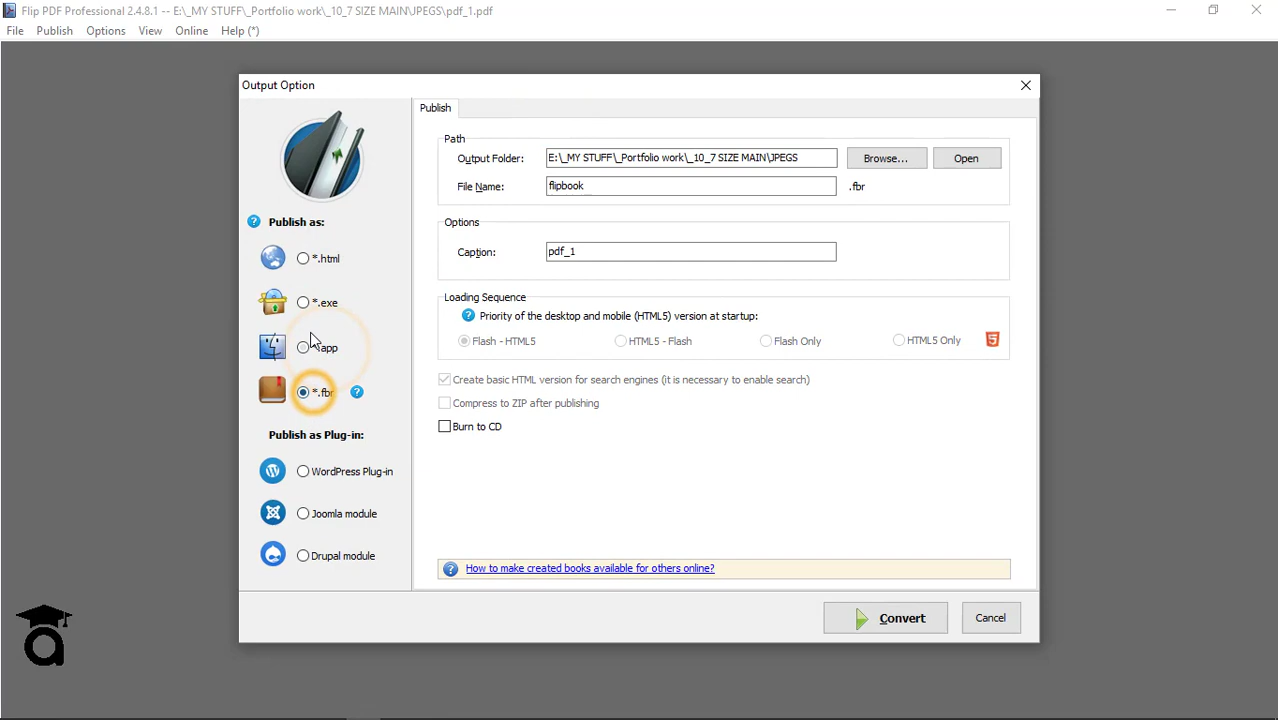 Flip PDF Professional 2.4.8.1 -- E:\_MY STUFF\_Portfolio work\_10_7 SIZE MAIN\JPEGS\pdf_1.pdf
File Publish Options View Online Help (*)
Output Option
Publish
Path
Output Folder: E:\_MY STUFF\_Portfolio work\_10_7 SIZE MAIN\JPEGS Browse... Open
File Name: flipbook .fbr
Publish as:
Options
*.html
Caption: pdf_1
*.exe
Loading Sequence
Priority of the desktop and mobile (HTML5) version at startup:
Flash - HTML5 HTML5 - Flash Flash Only HTML5 Only
app
Create basic HTML version for search engines (it is necessary to enable search)
*.fbr
Compress to ZIP after publishing
Burn to CD
Publish as Plug-in:
WordPress Plug-in
Joomla module
Drupal module
How to make created books available for others online?
Convert Cancel
a